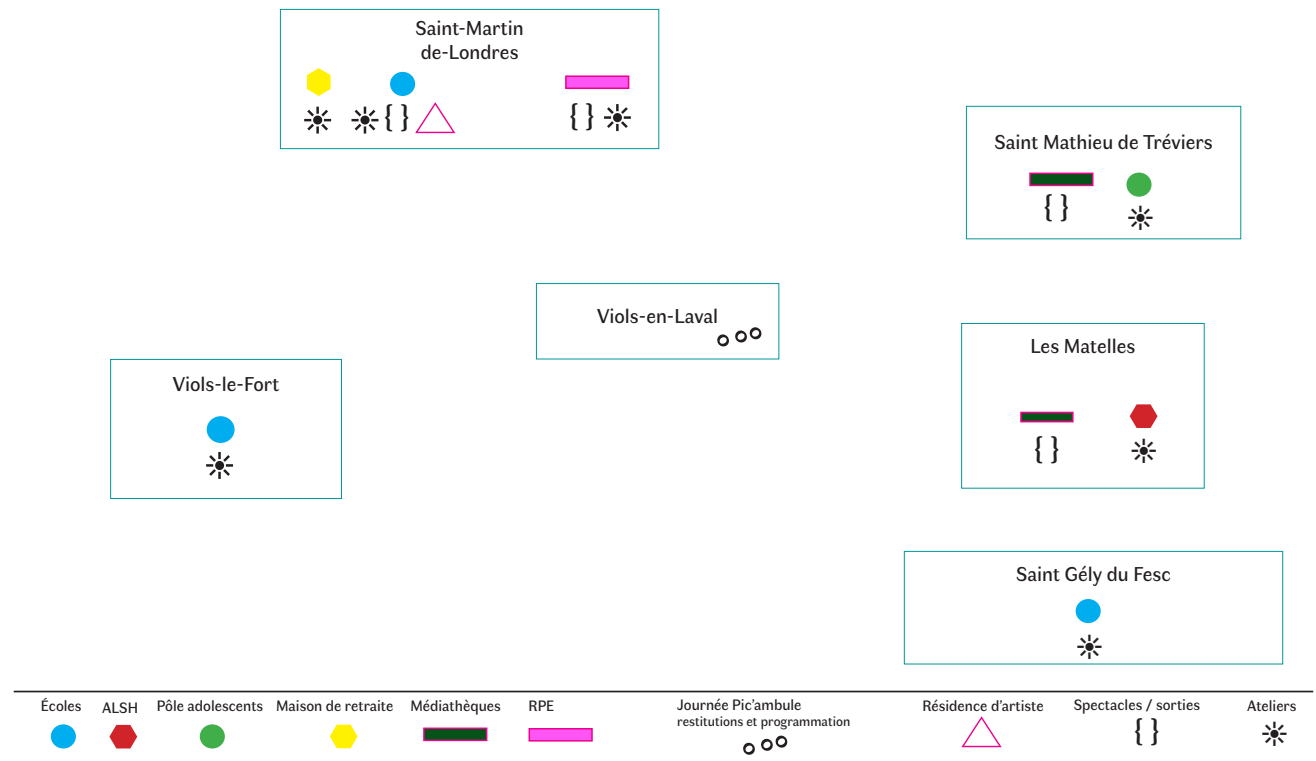 Saint-Martin
de-Londres
{ }
{ }
Saint Mathieu de Tréviers
{ }
Viols-en-Laval
Les Matelles
{ }
Viols-le-Fort
Saint Gély du Fesc
Écoles
ALSH
Pôle adolescents
Maison de retraite
Médiathèques
RPE
Journée Pic'ambule
restitutions et programmation
Résidence d'artiste
Spectacles / sorties
{ }
Ateliers